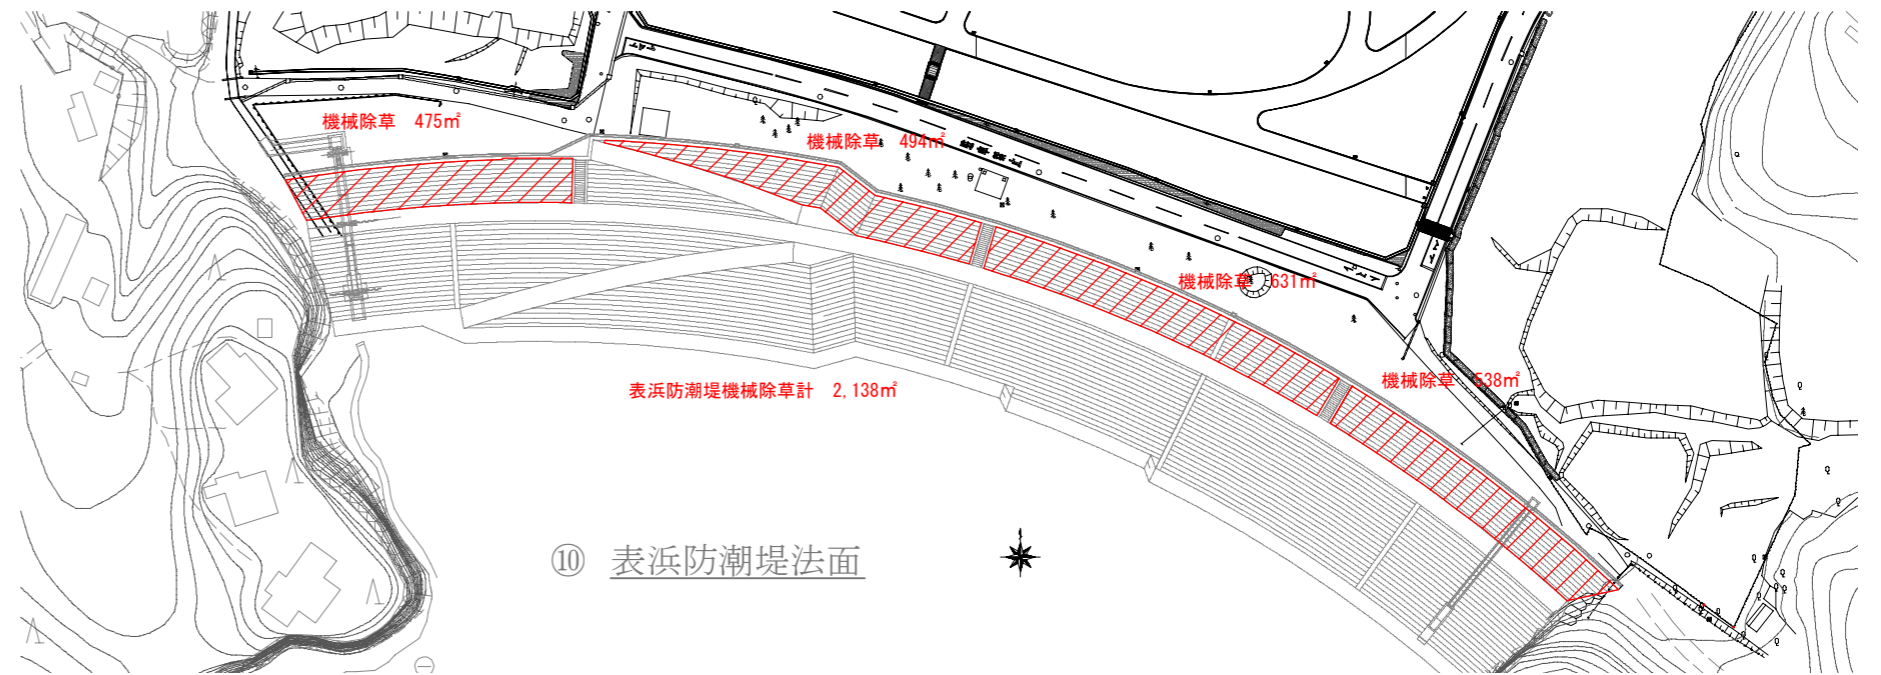 機械除草　475㎡
機械除草　494㎡
機械除草　631㎡
機械除草　538㎡
表浜防潮堤機械除草計　2,138㎡
⑩　表浜防潮堤法面